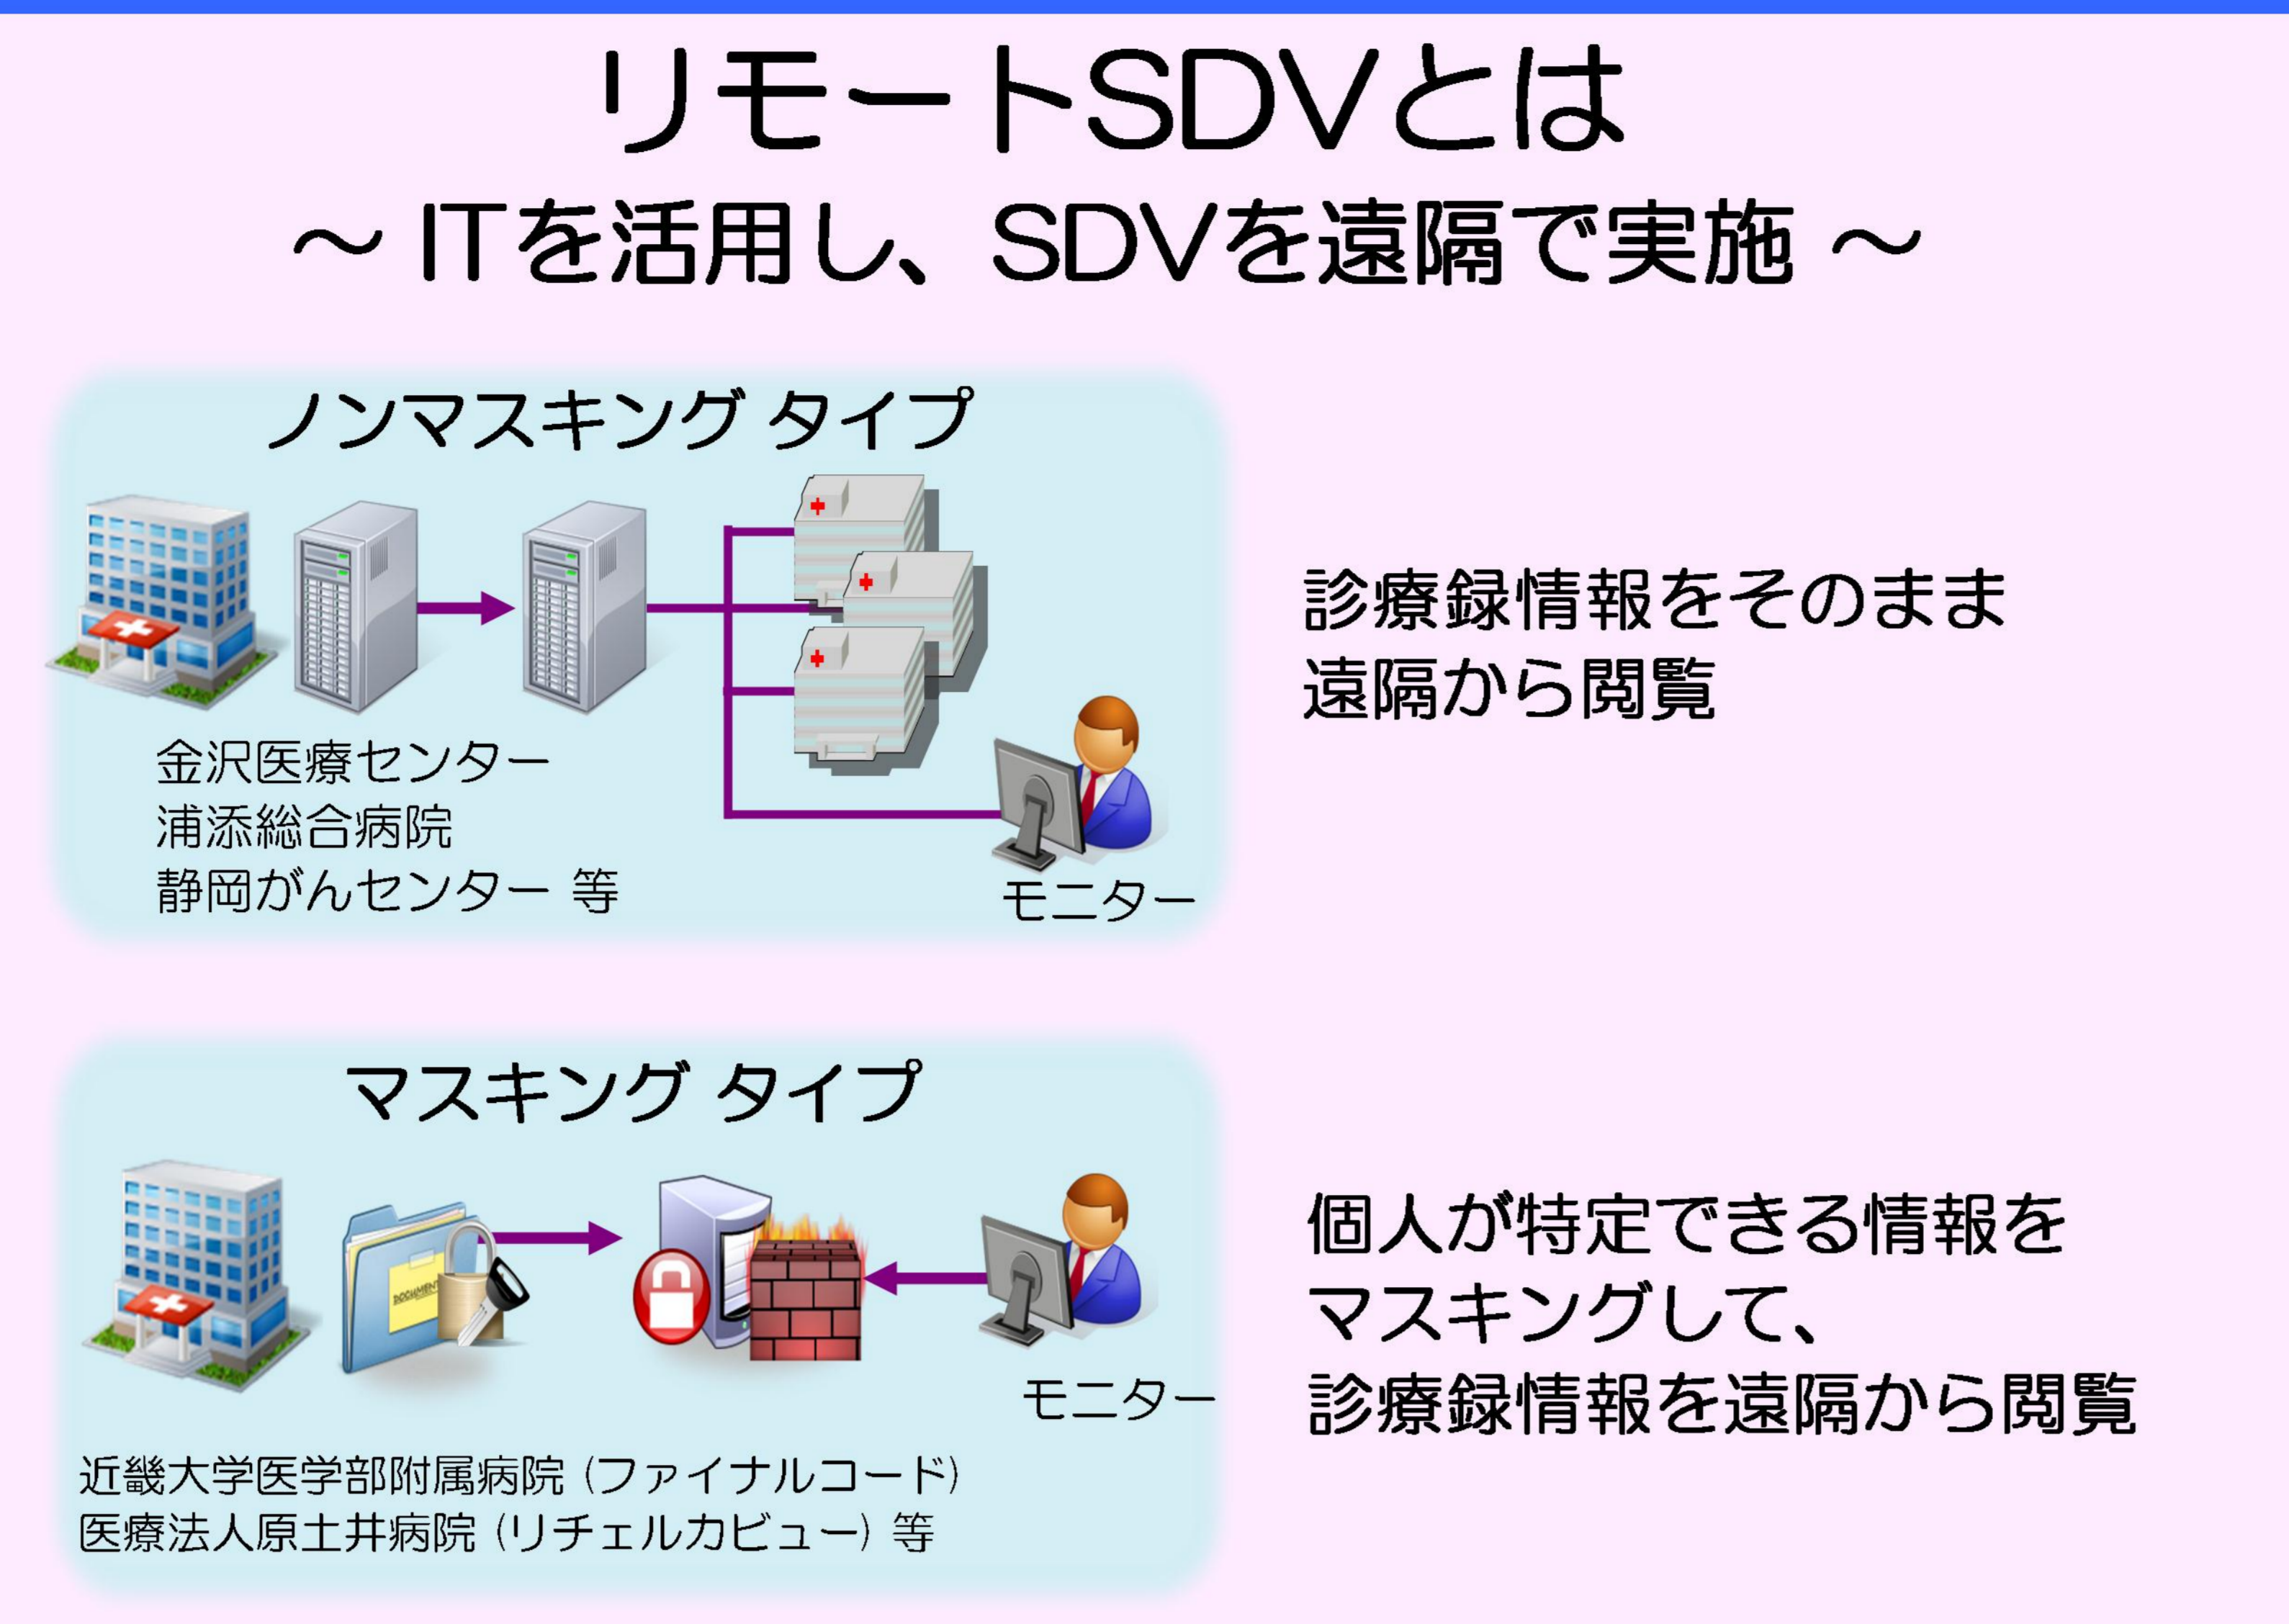 リモートSDVとは
～ ITを活用し、SDVを遠隔で実施 ～
ノンマスキング タイプ
金沢医療センター
浦添総合病院
静岡がんセンター 等
モニター
診療録情報をそのまま
遠隔から閲覧
マスキング タイプ
DOCUMENT
モニター
近畿大学医学部附属病院 (ファイナルコード)
医療法人原土井病院 (リチェルカビュー) 等
個人が特定できる情報を
マスキングして、
診療録情報を遠隔から閲覧